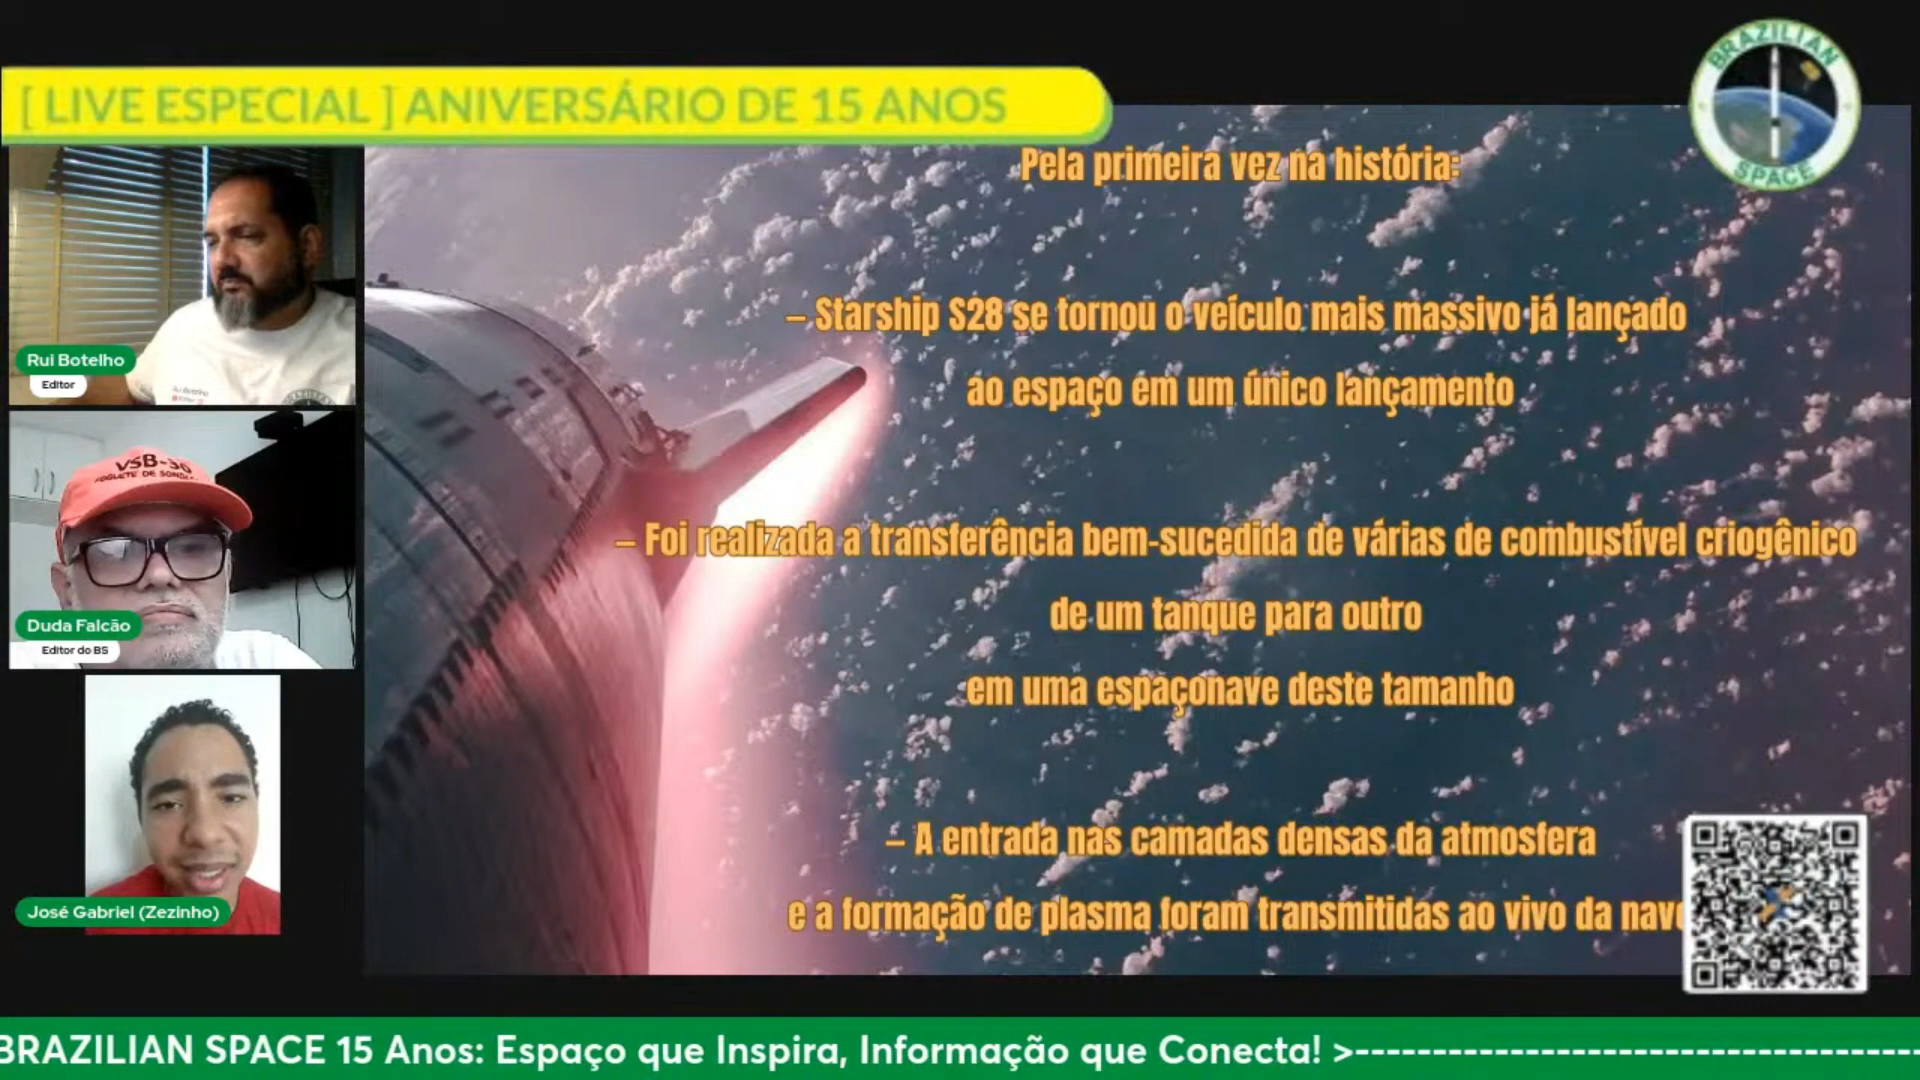 [ LIVE ESPECIAL ] ANIVERSÁRIO DE 15 ANOS
BRAZILIAN
SPACE
Pela primeira vez na história:
– Starship S28 se tornou o veículo mais massivo já lançado
ao espaço em um único lançamento
– Foi realizada a transferência bem-sucedida de várias de combustível criogênico
de um tanque para outro
em uma espaçonave deste tamanho
– A entrada nas camadas densas da atmosfera
e a formação de plasma foram transmitidas ao vivo da nave
Rui Botelho
Editor
Rui Botelho
VSB-30
FOGUETE DE
Duda Falcão
Editor do BS
José Gabriel (Zezinho)
BRAZILIAN SPACE 15 Anos: Espaço que Inspira, Informação que Conecta! >-----------------------------------